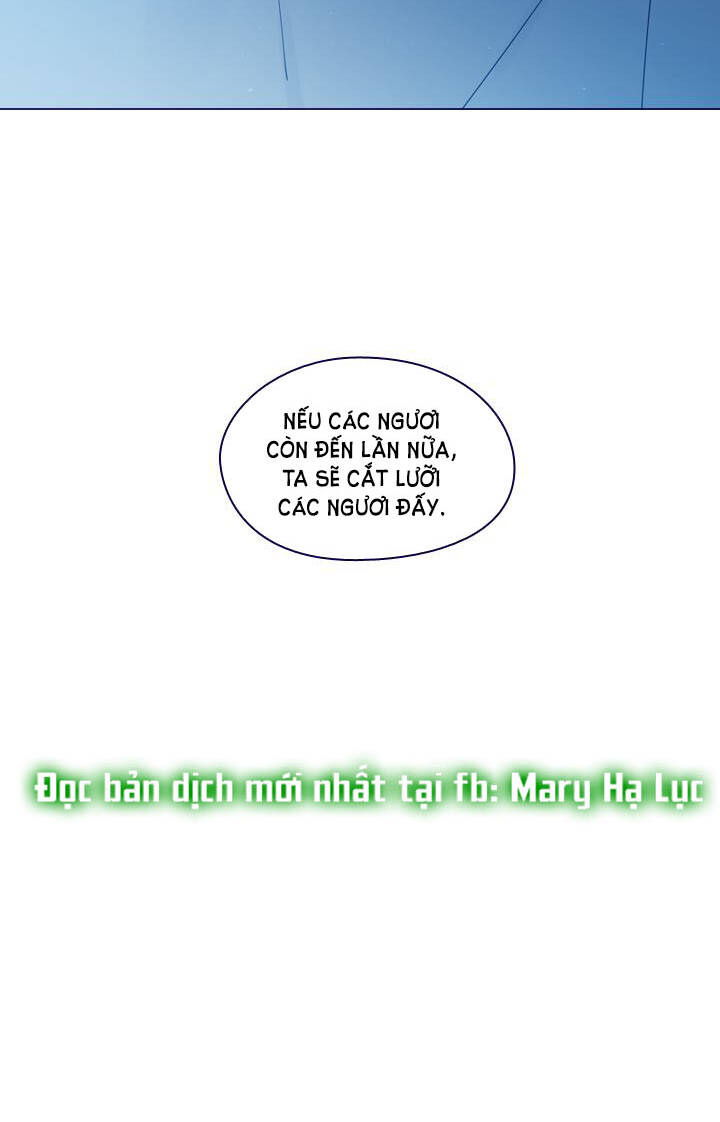 NẾU CÁC NGƯƠI
CÒN ĐẾN LẦN NỮA,
TA SẼ CẮT LƯỠI
CÁC NGƯƠI ĐẤY.
Đọc bản dịch mới nhất tại fb: Mary Hạ Lục